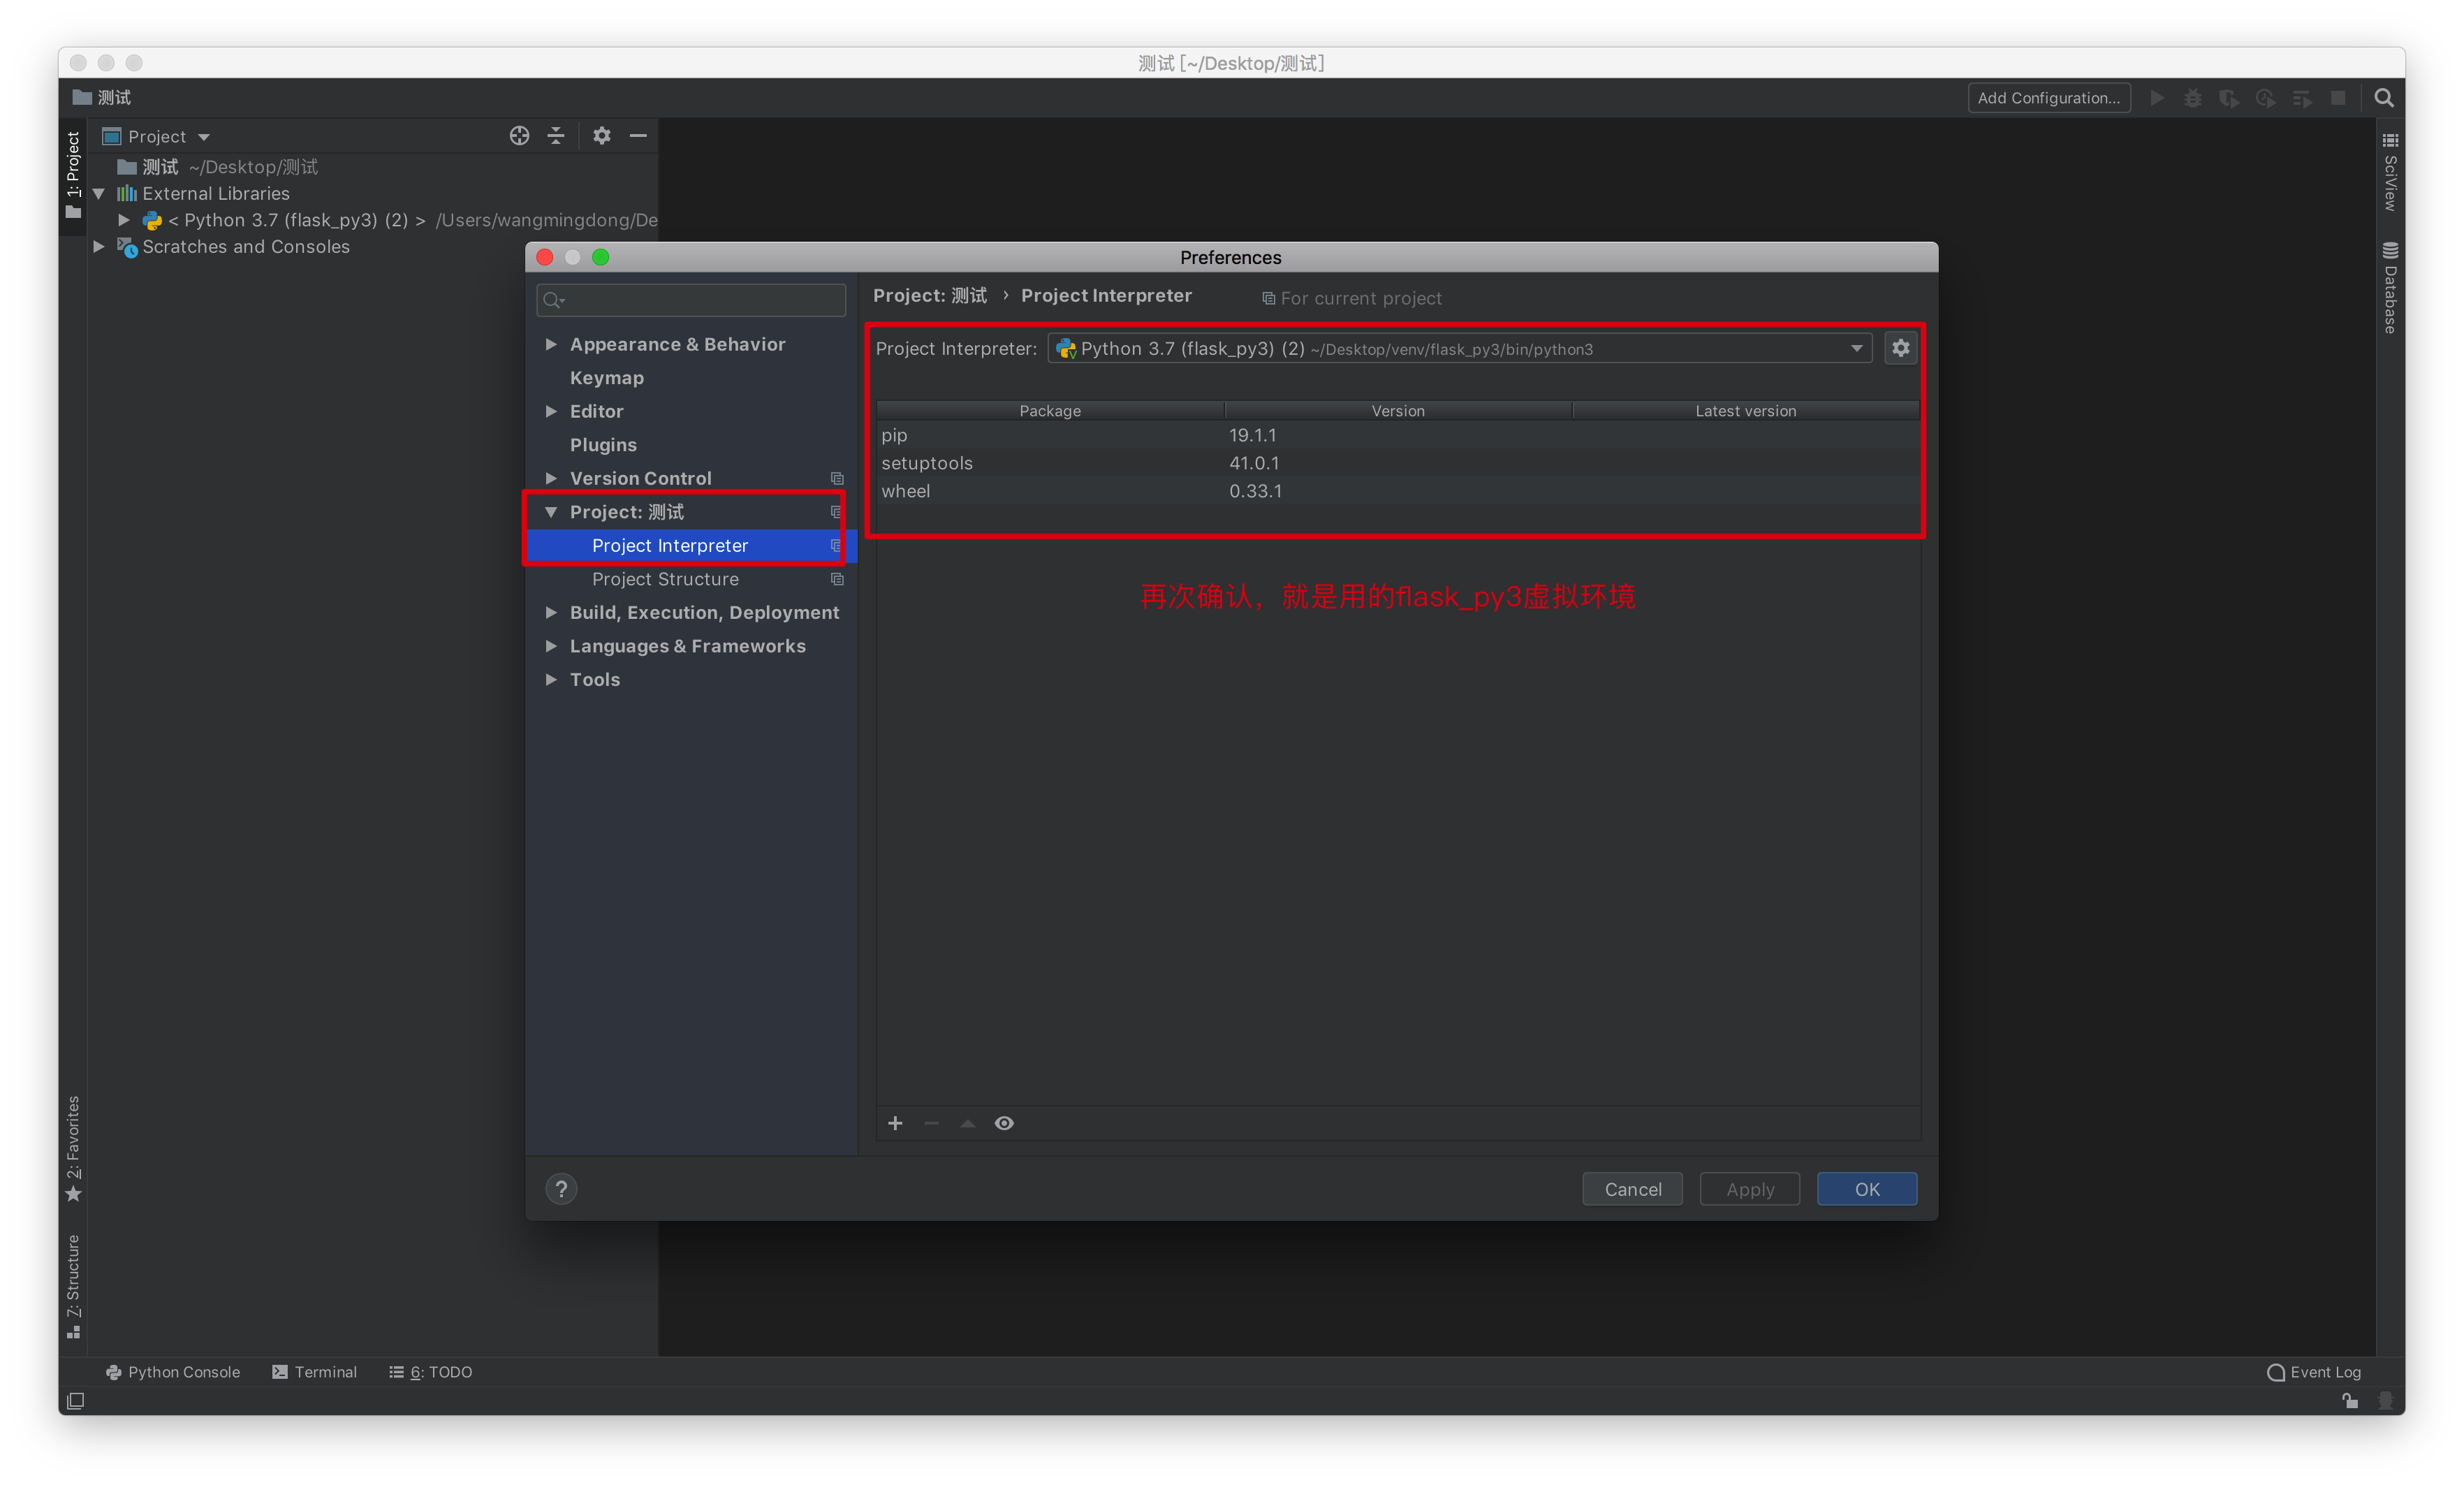 测试 [~/Desktop/测试]
测试
Add Configuration...
1: Project
Project
测试 ~/Desktop/测试
External Libraries
< Python 3.7 (flask_py3) (2) > /Users/wangmingdong/De
Scratches and Consoles
SciView
Database
Preferences
Appearance & Behavior
Keymap
Editor
Plugins
Version Control
Project: 测试
Project Interpreter
Project Structure
Build, Execution, Deployment
Languages & Frameworks
Tools
Project: 测试 › Project Interpreter
For current project
Project Interpreter: Python 3.7 (flask_py3) (2) ~/Desktop/venv/flask_py3/bin/python3
Package Version Latest version
pip 19.1.1
setuptools 41.0.1
wheel 0.33.1
再次确认，就是用的flask_py3虚拟环境
?
Cancel
Apply
OK
2: Favorites
7: Structure
Python Console
Terminal
6: TODO
Event Log